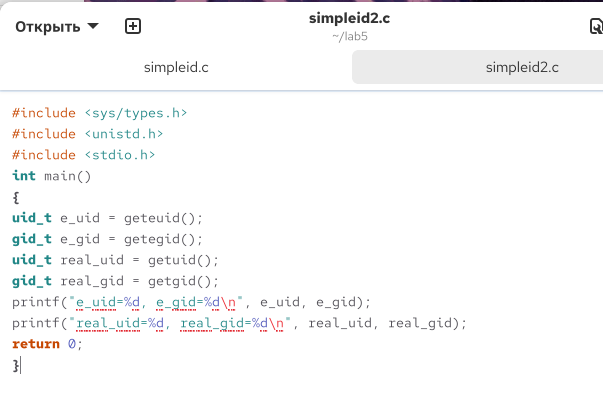 Открыть
simpleid2.c
~/lab5
simpleid.c
simpleid2.c
#include <sys/types.h>
#include <unistd.h>
#include <stdio.h>
int main()
{
uid_t e_uid = geteuid();
gid_t e_gid = getegid();
uid_t real_uid = getuid();
gid_t real_gid = getgid();
printf("e_uid=%d, e_gid=%d\n", e_uid, e_gid);
printf("real_uid=%d, real_gid=%d\n", real_uid, real_gid);
return 0;
}